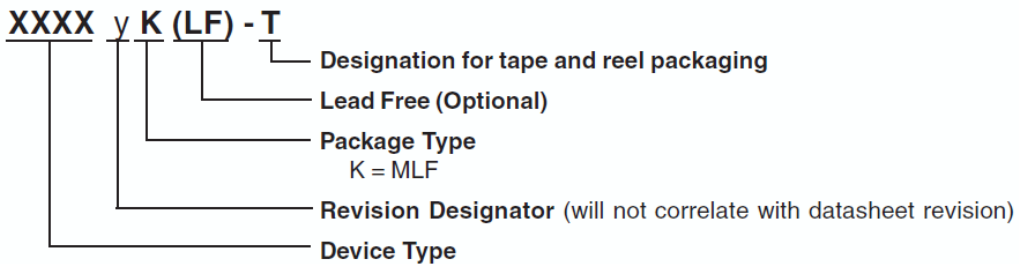 XXXX y K (LF) - T
Designation for tape and reel packaging
Lead Free (Optional)
Package Type
K = MLF
Revision Designator (will not correlate with datasheet revision)
Device Type